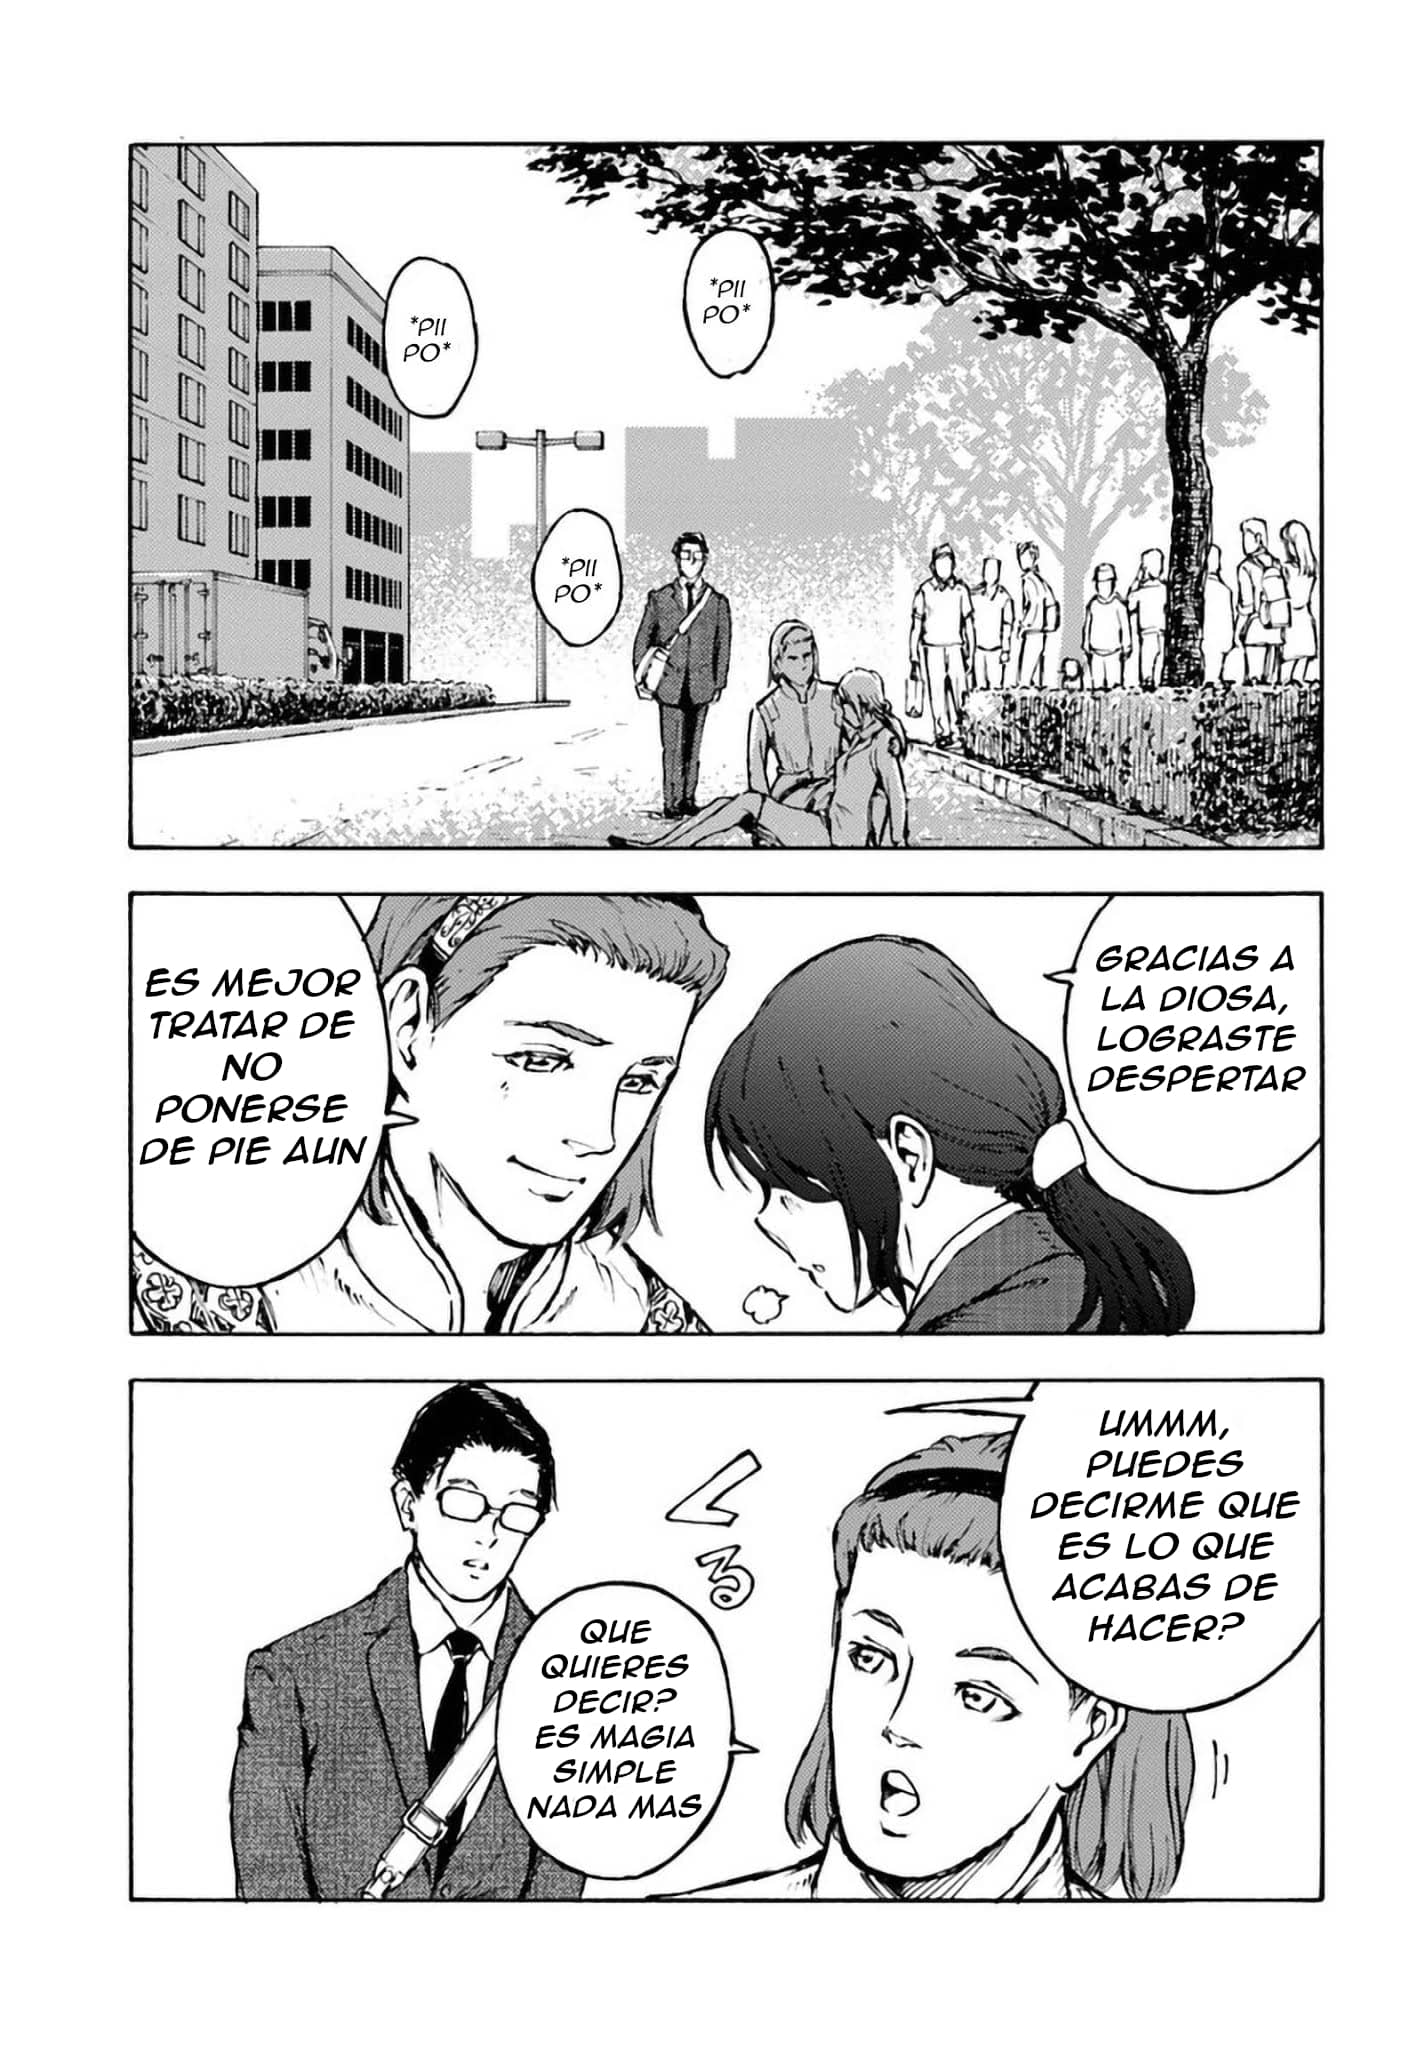 *PII
PO*
*PII
PO*
*PII
PO*
GRACIAS A
LA DIOSA,
LOGRASTE
DESPERTAR
ES MEJOR
TRATAR DE
NO
PONERSE
DE PIE AUN
UMMM,
PUEDES
DECIRME QUE
ES LO QUE
ACABAS DE
HACER?
くる
QUE
QUIERES
DECIR?
ES MAGIA
SIMPLE
NADA MAS